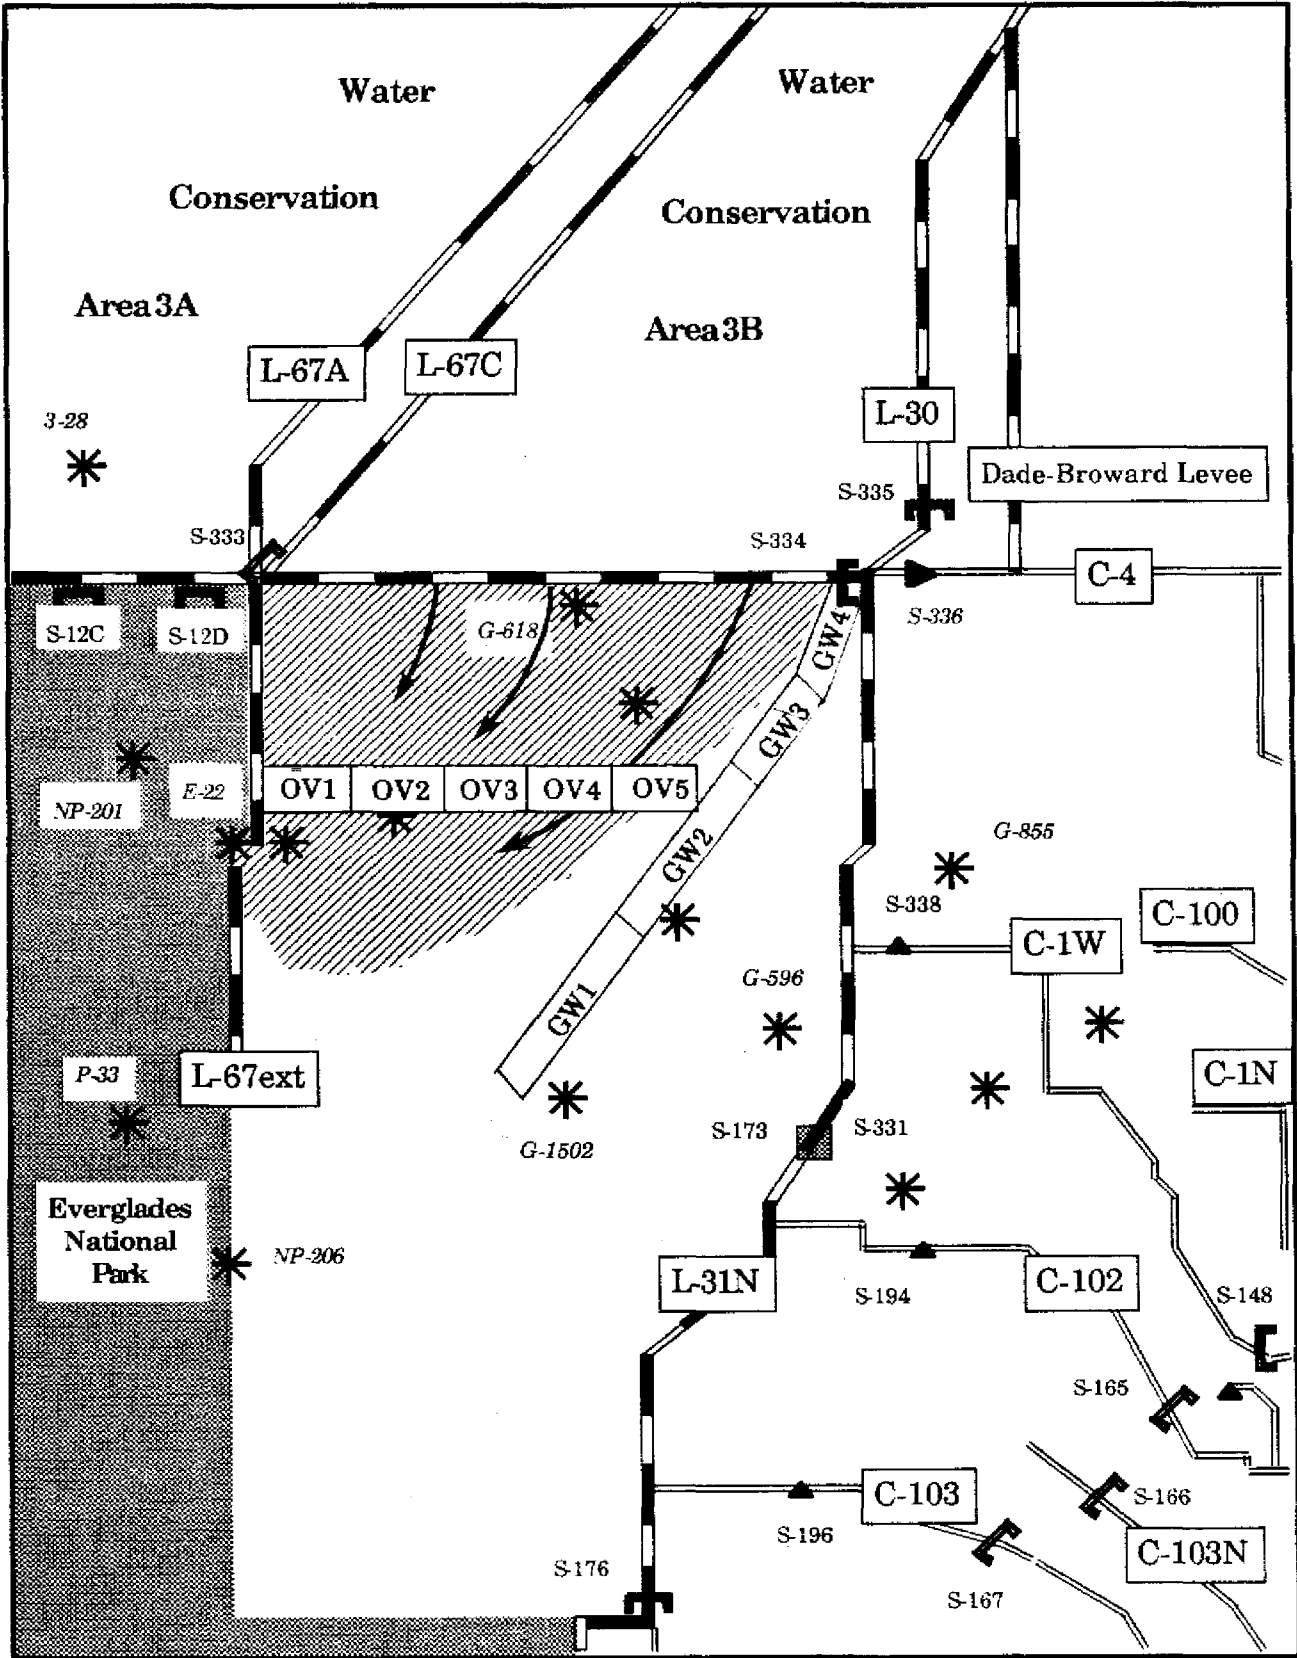 Water
Water
Conservation
Conservation
Area 3A
Area 3B
L-67A
L-67C
L-30
3-28
Dade-Broward Levee
S-335
S-333
S-334
C-4
S-12C
S-12D
G-618
S-336
GW4
GW3
NP-201
E-22
OV1
OV2
OV3
OV4
OV5
GW2
G-855
S-338
C-100
C-1W
G-596
GW1
P-33
L-67ext
C-1N
S-173
S-331
G-1502
Everglades
National
Park
NP-206
L-31N
S-194
C-102
S-148
S-165
C-103
S-166
S-196
C-103N
S-176
S-167